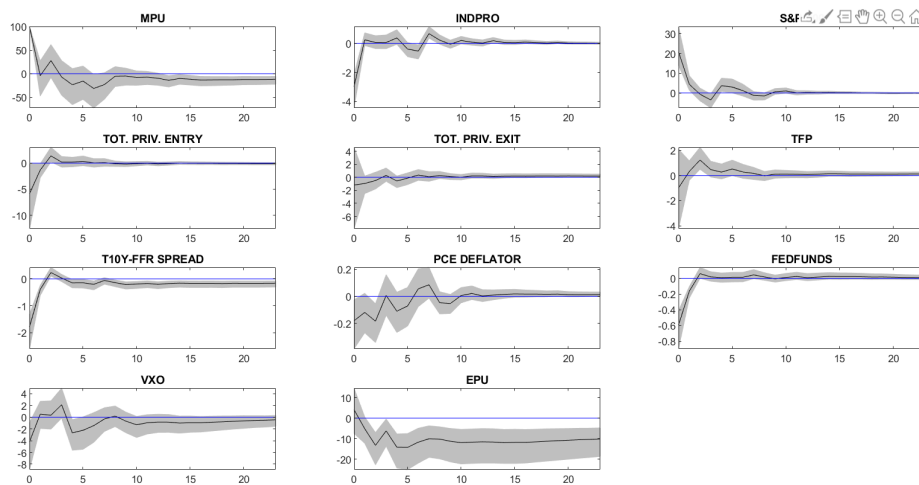 MPU
100
50
0
-50
0 5 10 15 20
INDPRO
0
-2
-4
0 5 10 15 20
S&P
30
20
10
0
0 5 10 15 20
TOT. PRIV. ENTRY
0
-5
-10
0 5 10 15 20
TOT. PRIV. EXIT
4
2
0
-2
-4
-6
0 5 10 15 20
TFP
2
0
-2
-4
0 5 10 15 20
T10Y-FFR SPREAD
0
-1
-2
0 5 10 15 20
PCE DEFLATOR
0.2
0
-0.2
0 5 10 15 20
FEDFUNDS
0
-0.2
-0.4
-0.6
-0.8
0 5 10 15 20
VXO
4
2
0
-2
-4
-6
-8
0 5 10 15 20
EPU
10
0
-10
-20
0 5 10 15 20